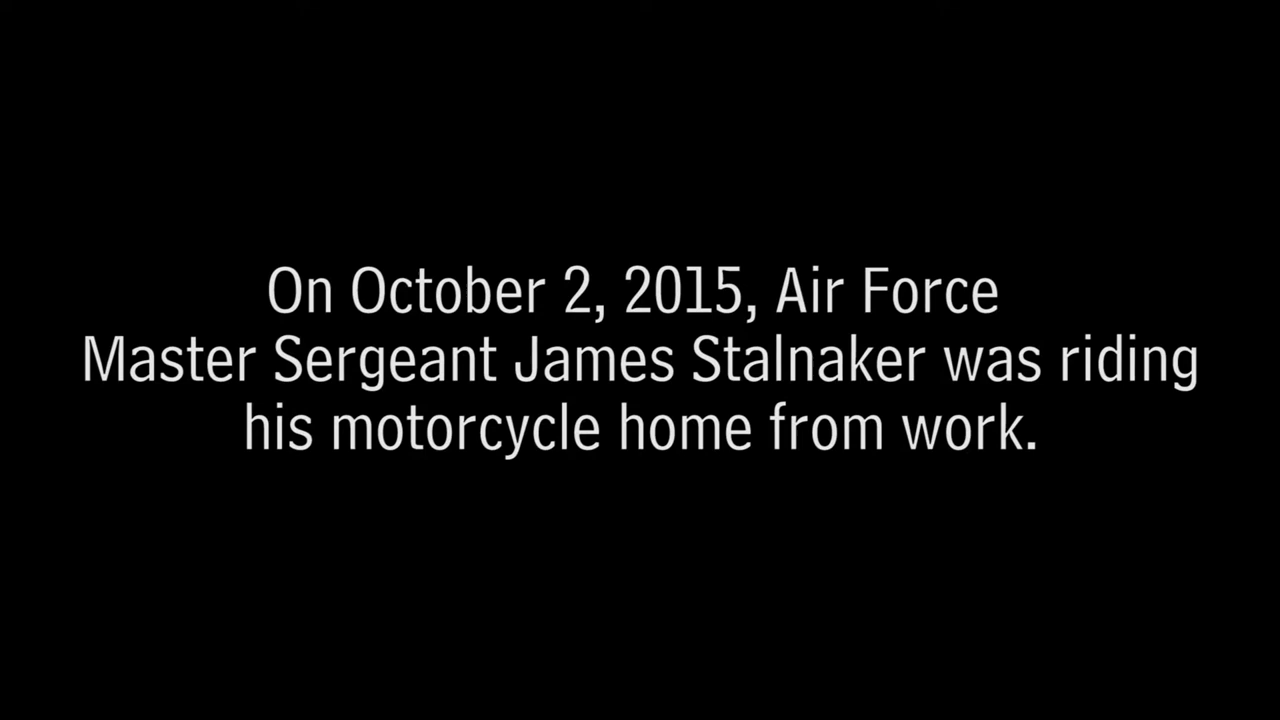 On October 2, 2015, Air Force
Master Sergeant James Stalnaker was riding
his motorcycle home from work.